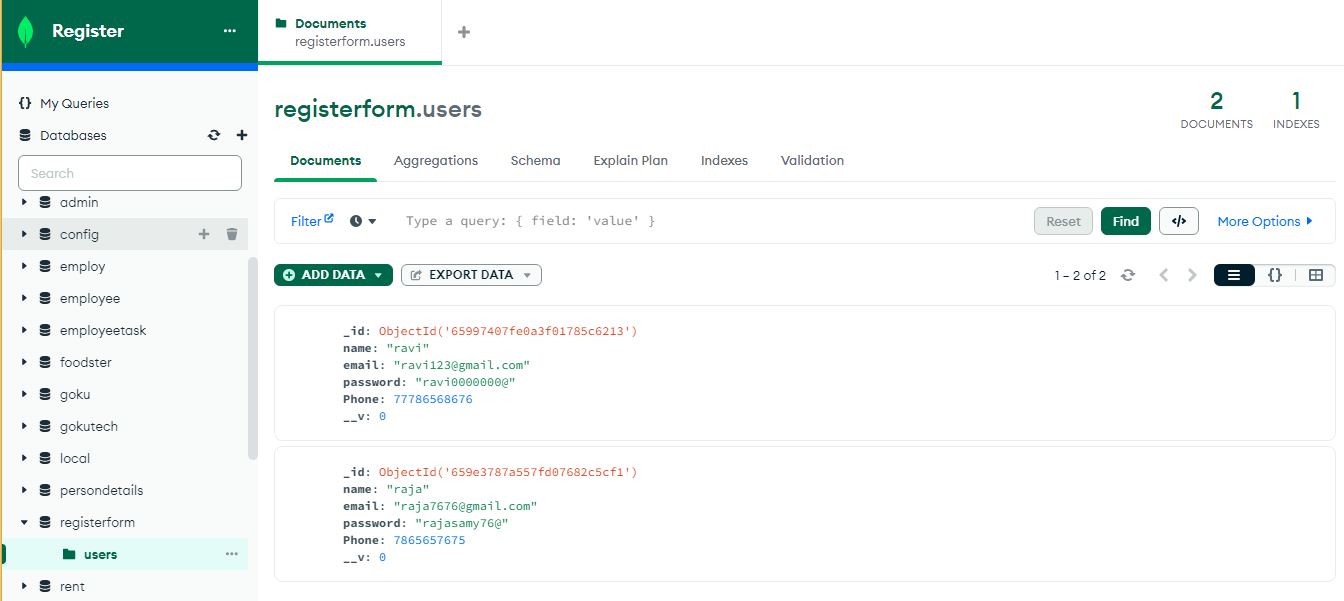 Register
Documents
registerform.users
My Queries
Databases
Search
admin
config
employ
employee
employeetask
foodster
goku
gokutech
local
persondetails
registerform
users
rent
registerform.users
2
DOCUMENTS
1
INDEXES
Documents Aggregations Schema Explain Plan Indexes Validation
Filter Type a query: { field: 'value' } Reset Find </> More Options
ADD DATA EXPORT DATA 1 – 2 of 2 {}
_id: ObjectId('65997407fe0a3f01785c6213')
name: "ravi"
email: "ravi123@gmail.com"
password: "ravi0000000@"
Phone: 77786568676
__v: 0
_id: ObjectId('659e3787a557fd07682c5cf1')
name: "raja"
email: "raja7676@gmail.com"
password: "rajasamy76@"
Phone: 7865657675
__v: 0